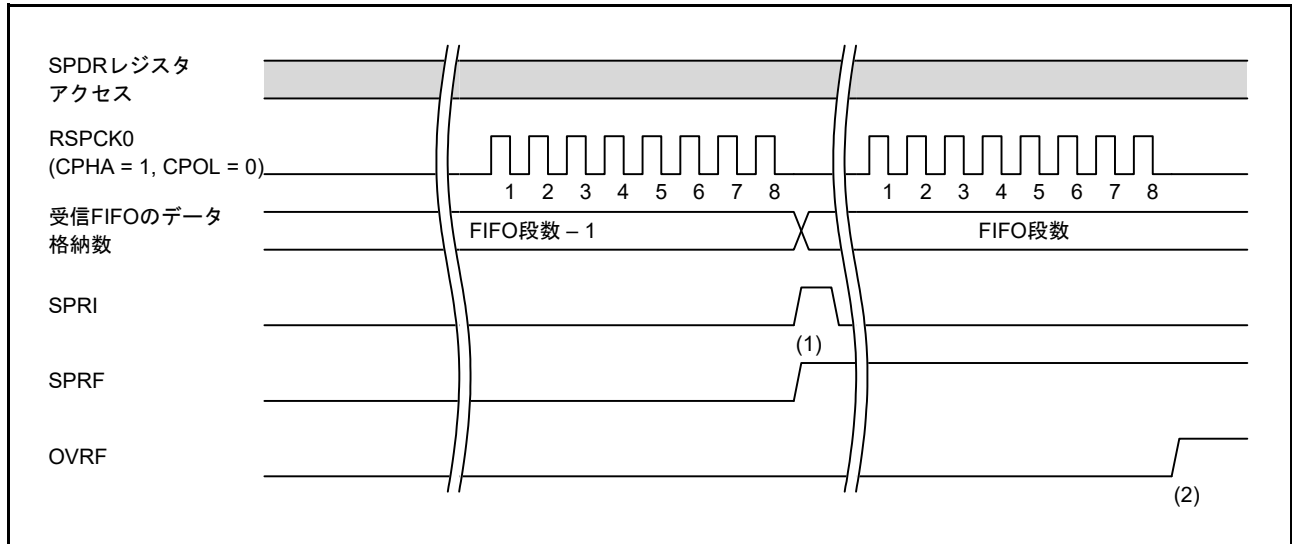 SPDRレジスタ
アクセス
RSPCK0
(CPHA = 1, CPOL = 0)
1 2 3 4 5 6 7 8 1 2 3 4 5 6 7 8
受信FIFOのデータ
格納数
FIFO段数 – 1 FIFO段数
SPRI
(1)
SPRF
OVRF
(2)